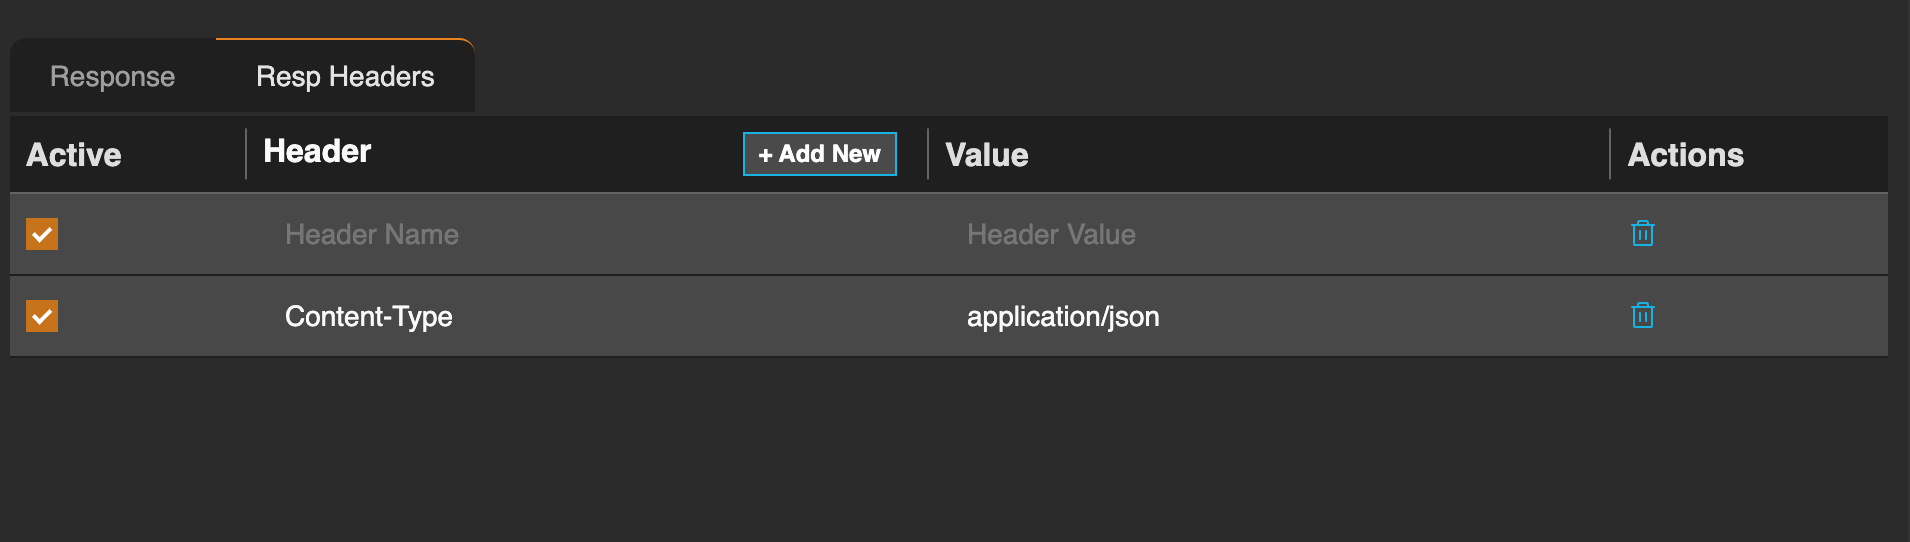 Response Resp Headers
Active Header + Add New Value Actions
Header Name Header Value
Content-Type application/json